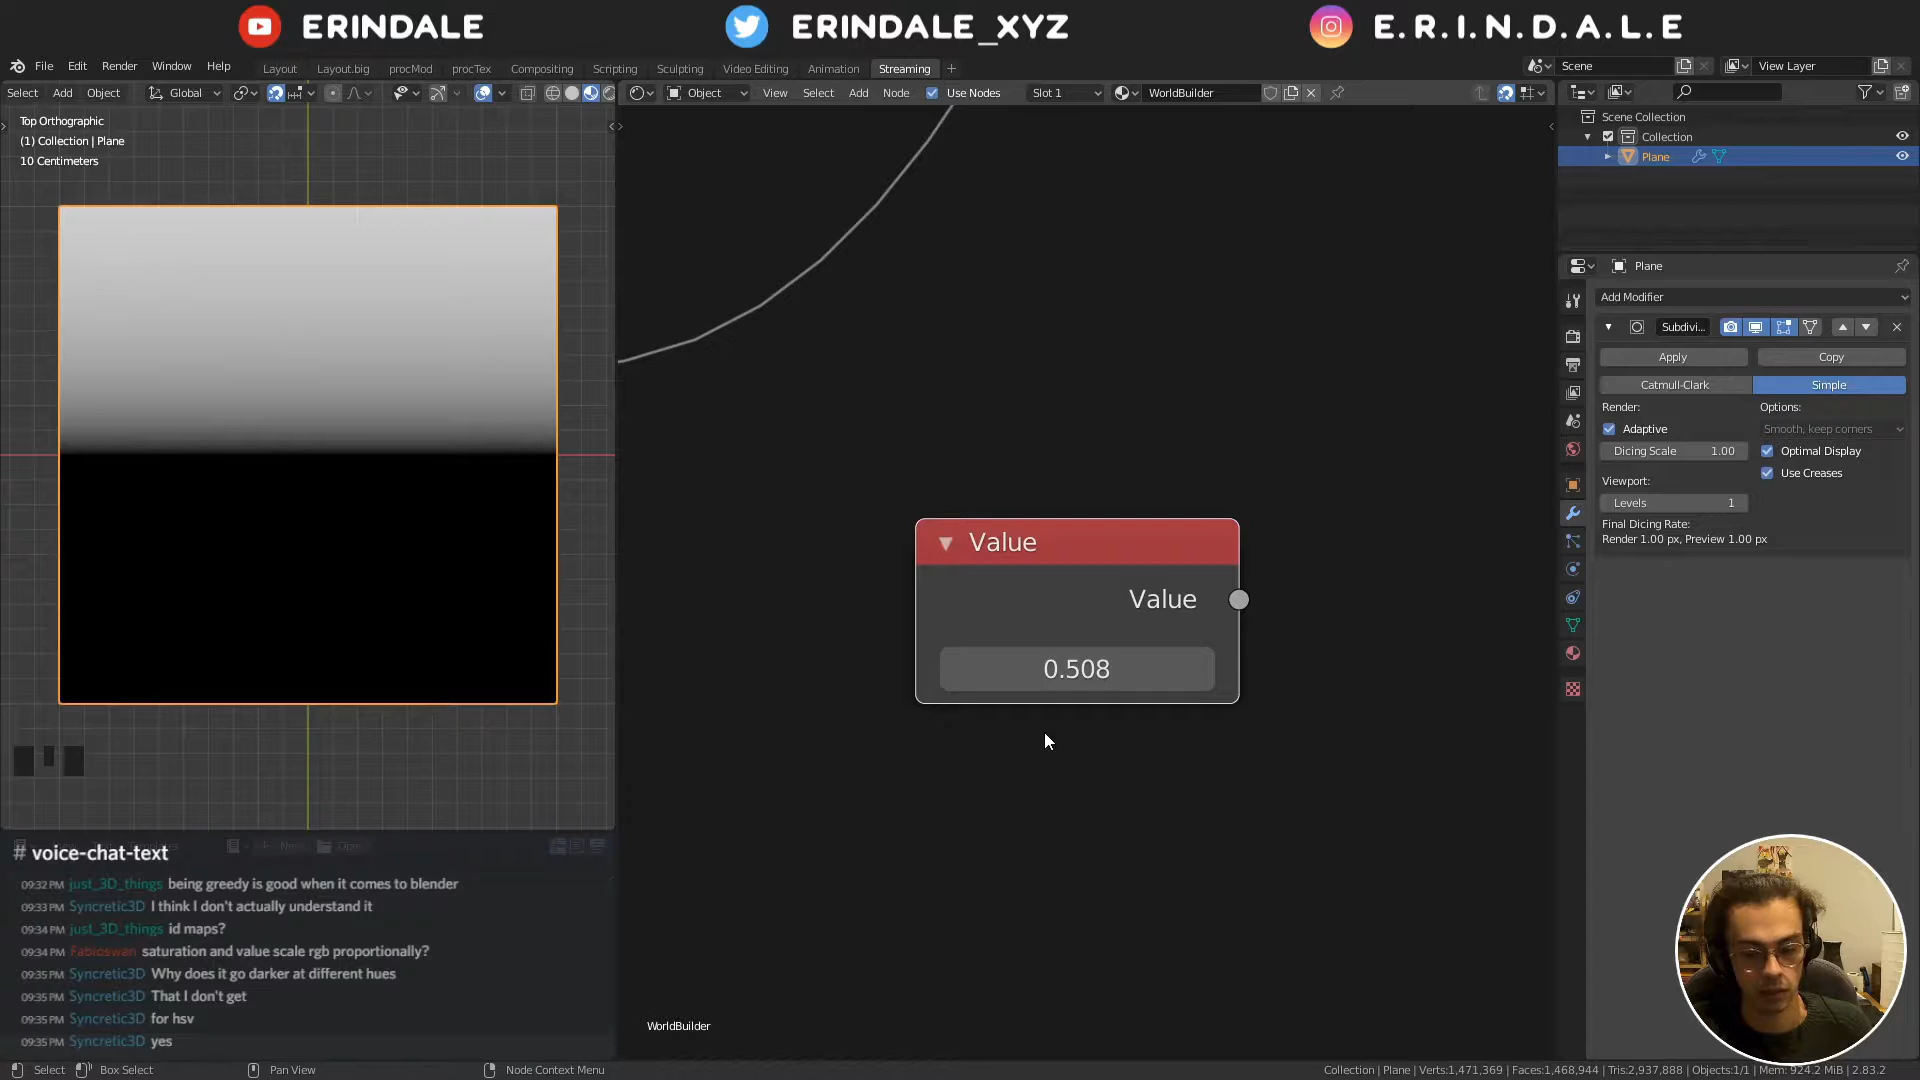 ERINDALE
ERINDALE_XYZ
E.R.I.N.D.A.L.E
File Edit Render Window Help
Layout Layout.big procMod procTex Compositing Scripting Sculpting Video Editing Animation Streaming +
Scene
View Layer
Select Add Object Global
Object View Select Add Node Use Nodes Slot 1 WorldBuilder
Top Orthographic
(1) Collection | Plane
10 Centimeters
Scene Collection
Collection
Plane
Plane
Add Modifier
Subdivi...
Apply Copy
Catmull-Clark Simple
Render: Options:
Adaptive Smooth, keep corners
Dicing Scale 1.00 Optimal Display
Use Creases
Viewport:
Levels 1
Final Dicing Rate:
Render 1.00 px, Preview 1.00 px
Value
Value
0.508
WorldBuilder
# voice-chat-text
09:32 PM just_3D_things being greedy is good when it comes to blender
09:33 PM Syncretic3D I think I don't actually understand it
09:34 PM just_3D_things id maps?
09:34 PM Fabioswan saturation and value scale rgb proportionally?
09:35 PM Syncretic3D Why does it go darker at different hues
09:35 PM Syncretic3D That I don't get
09:35 PM Syncretic3D for hsv
09:35 PM Syncretic3D yes
Select Box Select Pan View Node Context Menu
Collection | Plane | Verts:1,471,369 | Faces:1,468,944 | Tris:2,937,888 | Objects:1/1 | Mem: 924.2 MiB | 2.83.2